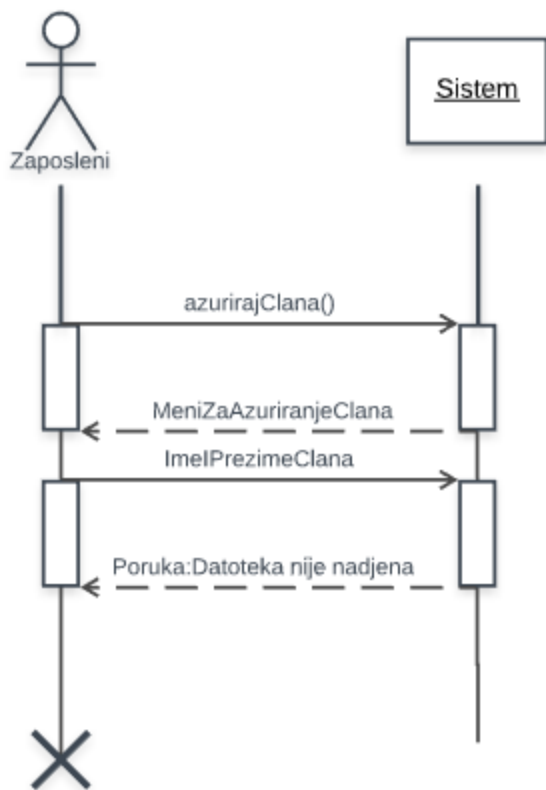 Zaposleni
Sistem
azurirajClana()
MeniZaAzuriranjeClana
ImeIPrezimeClana
Poruka:Datoteka nije nadjena